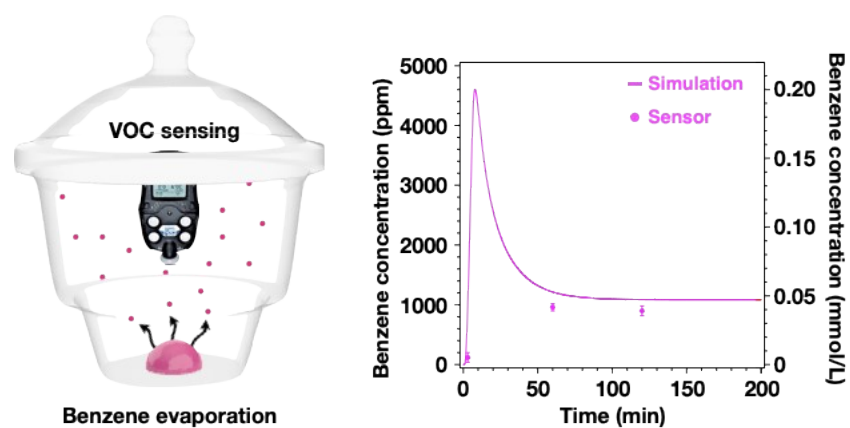 VOC sensing
Benzene evaporation
Benzene concentration (ppm)
5000
4000
3000
2000
1000
0
Simulation
Sensor
0.20
0.15
0.10
0.05
0
Benzene concentration (mmol/L)
0 50 100 150 200
Time (min)